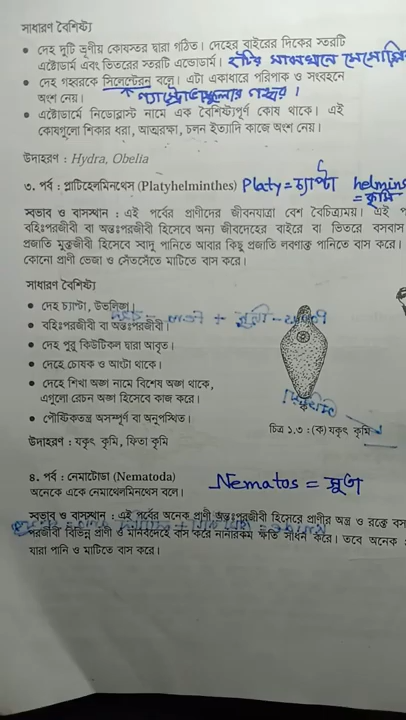 সাধারণ বৈশিষ্ট্য
• দেহ দুটি ভ্রূণীয় কোষস্তর দ্বারা গঠিত। দেহের বাইরের দিকের স্তরটি
এক্টোডার্ম এবং ভিতরের স্তরটি এন্ডোডার্ম। মাঝখানে
• দেহ গহ্বরকে সিলেন্টেরন বলে। এটা একাধারে পরিপাক ও সংবহনে
অংশ নেয়। গ্যাস্ট্রোভাস্কুলার গহ্বর।
• এক্টোডার্মে নিডোব্লাস্ট নামে এক বৈশিষ্ট্যপূর্ণ কোষ থাকে। এই
কোষগুলো শিকার ধরা, আত্মরক্ষা, চলন ইত্যাদি কাজে অংশ নেয়।
উদাহরণ : Hydra, Obelia
৩. পর্ব : প্লাটিহেলমিনথেস (Platyhelminthes) Platy = চ্যাপ্টা helmins
= কৃমি
স্বভাব ও বাসস্থান : এই পর্বের প্রাণীদের জীবনযাত্রা বেশ বৈচিত্র্যময়। এই
বহিঃপরজীবী বা অন্তঃপরজীবী হিসেবে অন্য জীবদেহের বাইরে বা ভিতরে বসবাস
প্রজাতি মুক্তজীবী হিসেবে স্বাদু পানিতে আবার কিছু প্রজাতি লবণাক্ত পানিতে বাস করে।
কোনো প্রাণী ভেজা ও সেঁতসেঁতে মাটিতে বাস করে।
সাধারণ বৈশিষ্ট্য
• দেহ চ্যাপ্টা, উভলিঙ্গ।
• বহিঃপরজীবী বা অন্তঃপরজীবী।
• দেহ পুরু কিউটিকল দ্বারা আবৃত।
• দেহে চোষক ও আংটা থাকে।
• দেহে শিখা অঙ্গ নামে বিশেষ অঙ্গ থাকে,
এগুলো রেচন অঙ্গ হিসেবে কাজ করে।
• পৌষ্টিকতন্ত্র অসম্পূর্ণ বা অনুপস্থিত।
চিত্র ১.৩ : (ক) যকৃৎ কৃমি
উদাহরণ : যকৃৎ কৃমি, ফিতা কৃমি
৪. পর্ব : নেমাটোডা (Nematoda) Nematos = সুতা
অনেকে একে নেমাথেলমিনথেস বলে।
স্বভাব ও বাসস্থান : এই পর্বের অনেক প্রাণী অন্তঃপরজীবী হিসেবে প্রাণীর অন্ত্র ও রক্তে
পরজীবী বিভিন্ন প্রাণী ও মানবদেহে বাস করে নানারকম ক্ষতি সাধন করে। তবে অনেক
যারা পানি ও মাটিতে বাস করে।